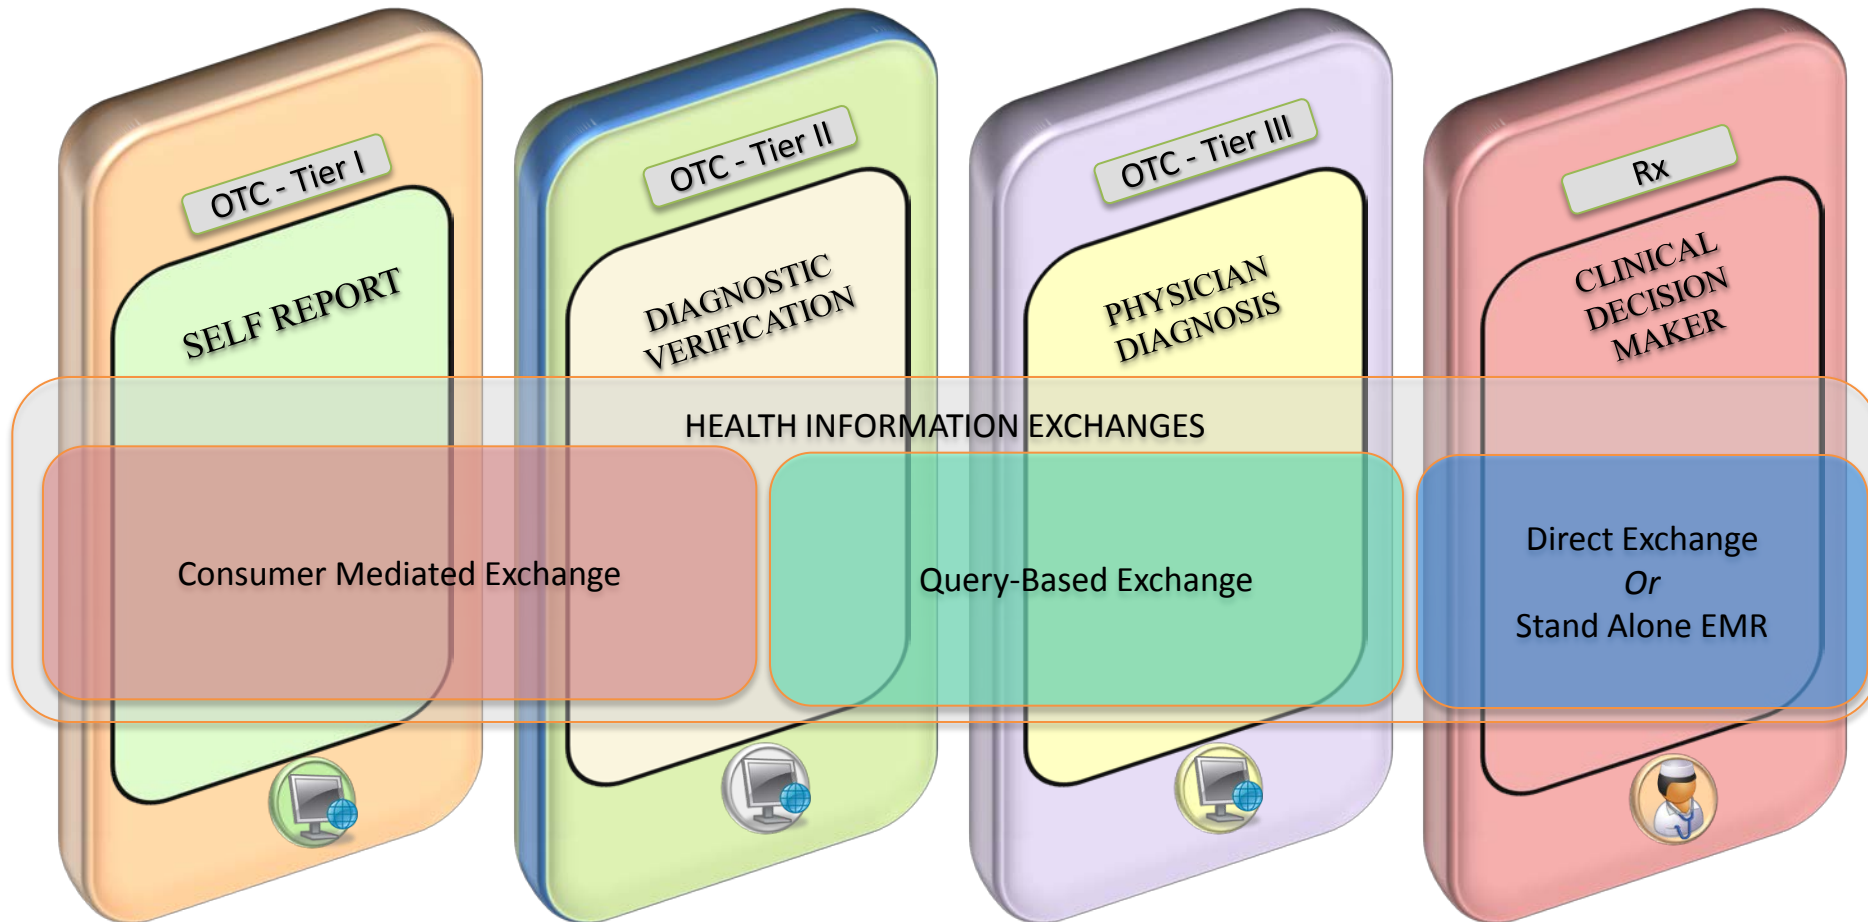 OTC - Tier I
SELF REPORT
OTC - Tier II
DIAGNOSTIC
VERIFICATION
OTC - Tier III
PHYSICIAN
DIAGNOSIS
Rx
CLINICAL
DECISION
MAKER
HEALTH INFORMATION EXCHANGES
Consumer Mediated Exchange
Query-Based Exchange
Direct Exchange
Or
Stand Alone EMR